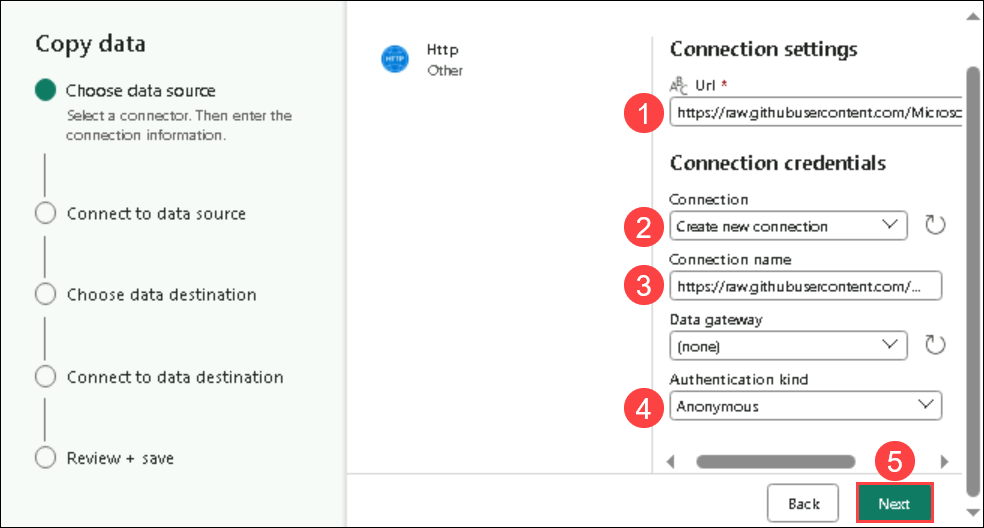 Copy data
Choose data source
Select a connector. Then enter the
connection information.
Connect to data source
Choose data destination
Connect to data destination
Review + save
HTTP
Http
Other
Connection settings
ABC Url *
1
https://raw.githubusercontent.com/Microsc
Connection credentials
Connection
2
Create new connection
Connection name
3
https://raw.githubusercontent.com/...
Data gateway
(none)
Authentication kind
4
Anonymous
5
Back
Next